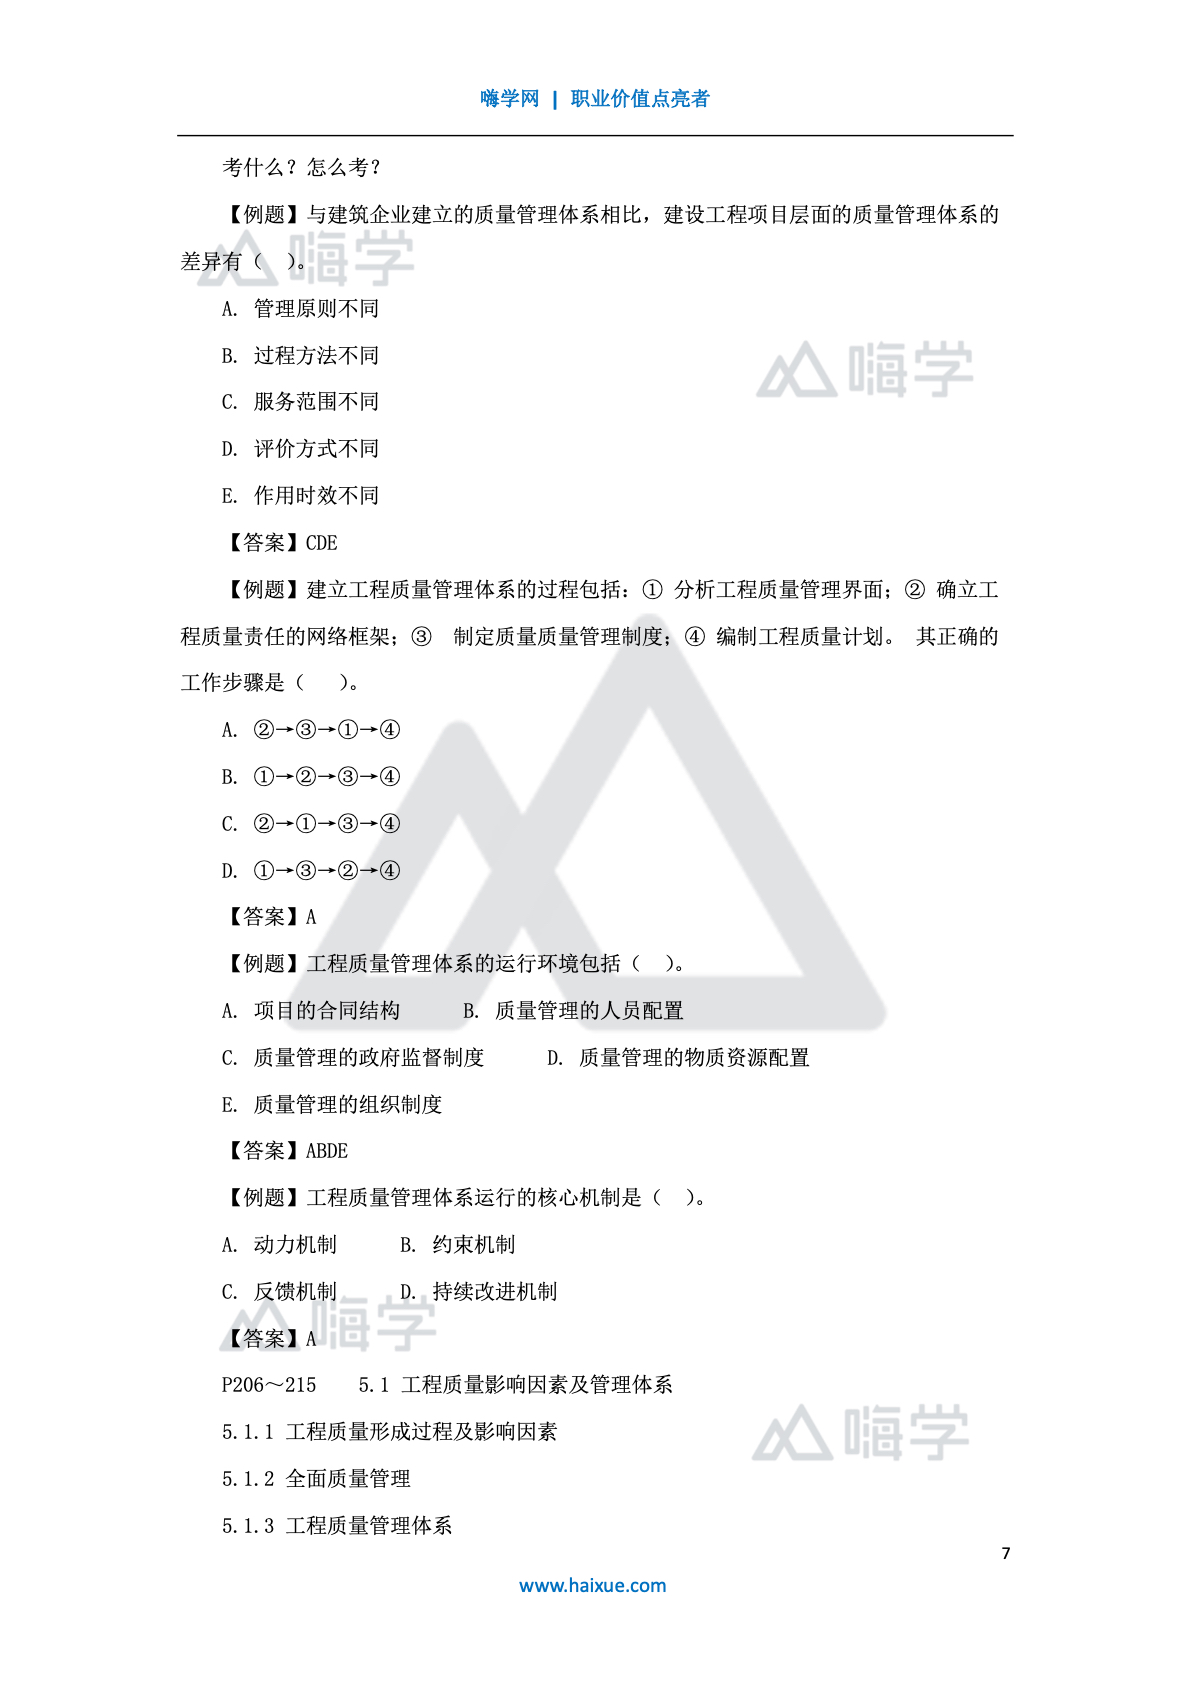 嗨学网 | 职业价值点亮者
考什么？怎么考？
【例题】与建筑企业建立的质量管理体系相比，建设工程项目层面的质量管理体系的
差异有（ ）。
A. 管理原则不同
B. 过程方法不同
C. 服务范围不同
D. 评价方式不同
E. 作用时效不同
【答案】CDE
【例题】建立工程质量管理体系的过程包括：① 分析工程质量管理界面；② 确立工
程质量责任的网络框架；③ 制定质量质量管理制度；④ 编制工程质量计划。 其正确的
工作步骤是（ ）。
A. ②→③→①→④
B. ①→②→③→④
C. ②→①→③→④
D. ①→③→②→④
【答案】A
【例题】工程质量管理体系的运行环境包括（ ）。
A. 项目的合同结构 B. 质量管理的人员配置
C. 质量管理的政府监督制度 D. 质量管理的物质资源配置
E. 质量管理的组织制度
【答案】ABDE
【例题】工程质量管理体系运行的核心机制是（ ）。
A. 动力机制 B. 约束机制
C. 反馈机制 D. 持续改进机制
【答案】A
P206～215 5.1 工程质量影响因素及管理体系
5.1.1 工程质量形成过程及影响因素
5.1.2 全面质量管理
5.1.3 工程质量管理体系
7
www.haixue.com
嗨学
嗨学
嗨学
嗨学